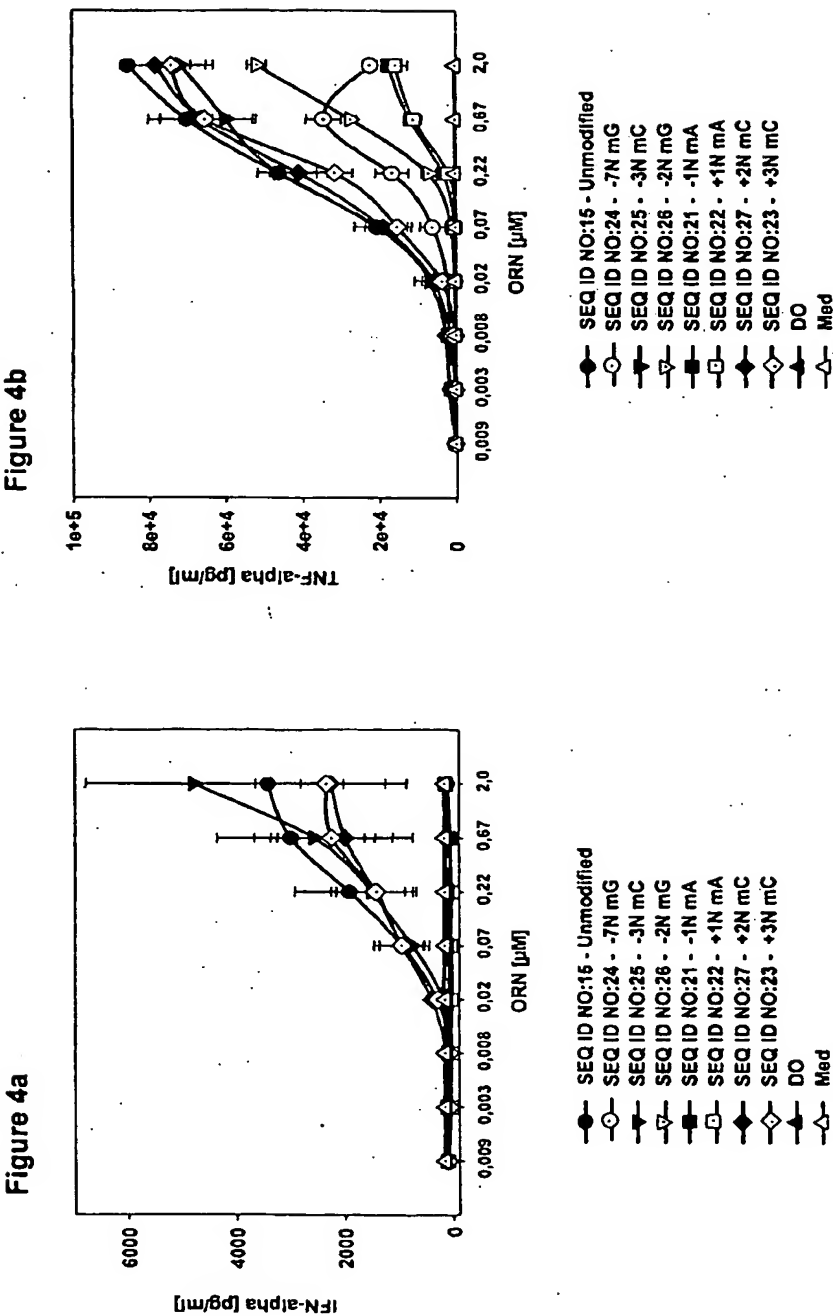 Figure 4a
IFN-alpha [pg/ml]
6000
4000
2000
0
0,009 0,003 0,008 0,02 0,07 0,22 0,67 2,0
ORN [µM]
SEQ ID NO:15 - Unmodified
SEQ ID NO:24 - -7N mG
SEQ ID NO:25 - -3N mC
SEQ ID NO:26 - -2N mG
SEQ ID NO:21 - -1N mA
SEQ ID NO:22 - +1N mA
SEQ ID NO:27 - +2N mC
SEQ ID NO:23 - +3N mC
DO
Med
Figure 4b
TNF-alpha [pg/ml]
1e+5
8e+4
6e+4
4e+4
2e+4
0
0,009 0,003 0,008 0,02 0,07 0,22 0,67 2,0
ORN [µM]
SEQ ID NO:15 - Unmodified
SEQ ID NO:24 - -7N mG
SEQ ID NO:25 - -3N mC
SEQ ID NO:26 - -2N mG
SEQ ID NO:21 - -1N mA
SEQ ID NO:22 - +1N mA
SEQ ID NO:27 - +2N mC
SEQ ID NO:23 - +3N mC
DO
Med